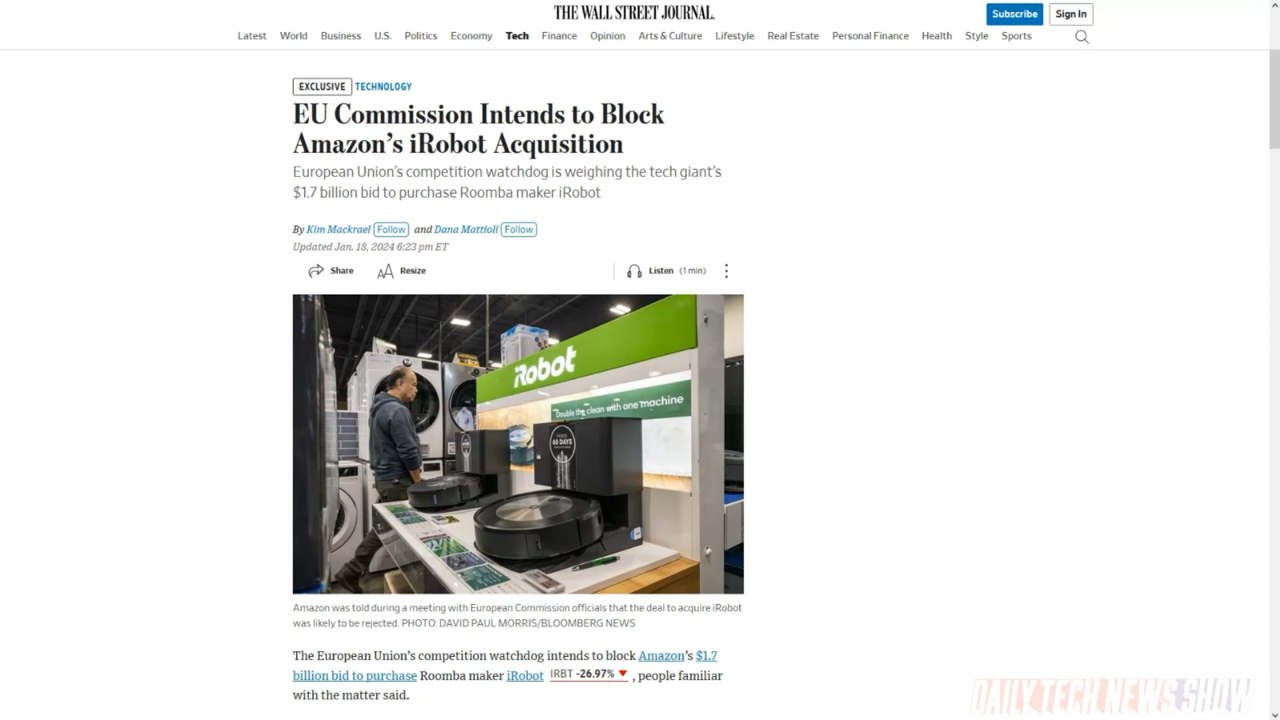 THE WALL STREET JOURNAL.
Subscribe
Sign In
Latest World Business U.S. Politics Economy Tech Finance Opinion Arts & Culture Lifestyle Real Estate Personal Finance Health Style Sports
EXCLUSIVE TECHNOLOGY
EU Commission Intends to Block
Amazon’s iRobot Acquisition
European Union’s competition watchdog is weighing the tech giant’s
$1.7 billion bid to purchase Roomba maker iRobot
By Kim Mackrael Follow and Dana Mattioli Follow
Updated Jan. 18, 2024 6:23 pm ET
Share AA Resize Listen (1 min)
iRobot
Double the clean with one machine
60 DAYS
Amazon was told during a meeting with European Commission officials that the deal to acquire iRobot
was likely to be rejected. PHOTO: DAVID PAUL MORRIS/BLOOMBERG NEWS
The European Union’s competition watchdog intends to block Amazon’s $1.7
billion bid to purchase Roomba maker iRobot IRBT -26.97% , people familiar
with the matter said.
DAILY TECH NEWS SHOW